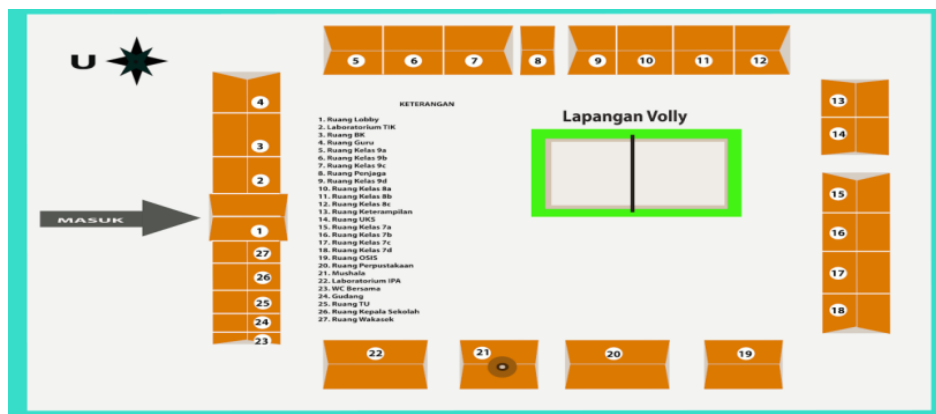 U
5 6 7 8 9 10 11 12
4
3
2
1
27
26
25
24
23
MASUK
KETERANGAN
1. Ruang Lobby
2. Laboratorium TIK
3. Ruang BK
4. Ruang Guru
5. Ruang Kelas 9a
6. Ruang Kelas 9b
7. Ruang Kelas 9c
8. Ruang Penjaga
9. Ruang Kelas 9d
10. Ruang Kelas 8a
11. Ruang Kelas 8b
12. Ruang Kelas 8c
13. Ruang Keterampilan
14. Ruang UKS
15. Ruang Kelas 7a
16. Ruang Kelas 7b
17. Ruang Kelas 7c
18. Ruang Kelas 7d
19. Ruang OSIS
20. Ruang Perpustakaan
21. Mushala
22. Laboratorium IPA
23. WC Bersama
24. Gudang
25. Ruang TU
26. Ruang Kepala Sekolah
27. Ruang Wakasek
Lapangan Volly
13
14
15
16
17
18
22 21 20 19